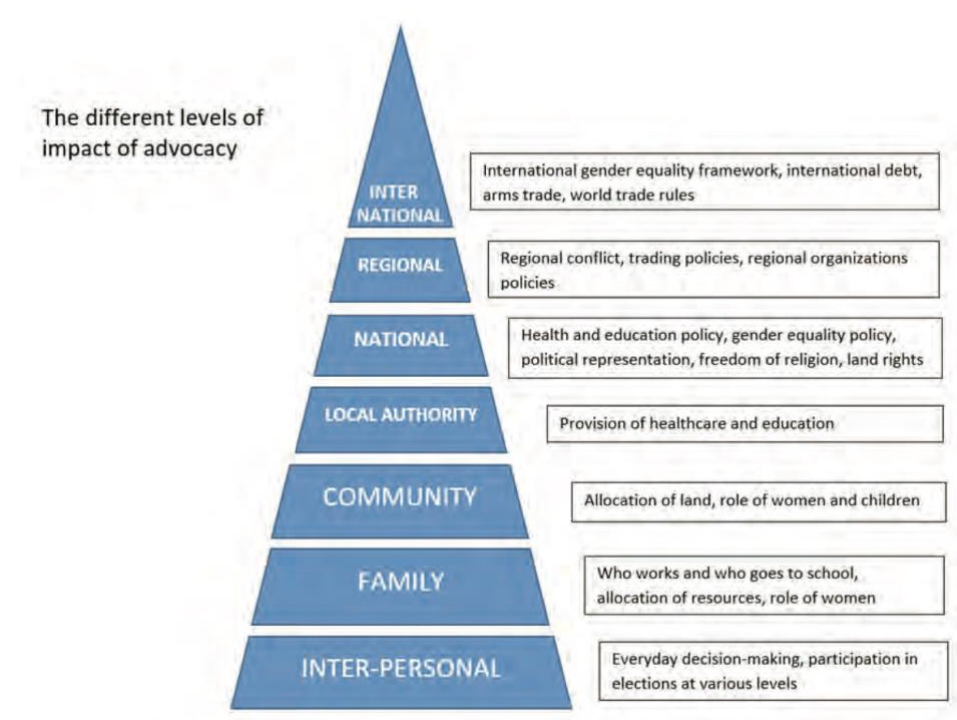 The different levels of
impact of advocacy
INTER
NATIONAL
International gender equality framework, international debt,
arms trade, world trade rules
REGIONAL
Regional conflict, trading policies, regional organizations
policies
NATIONAL
Health and education policy, gender equality policy,
political representation, freedom of religion, land rights
LOCAL AUTHORITY
Provision of healthcare and education
COMMUNITY
Allocation of land, role of women and children
FAMILY
Who works and who goes to school,
allocation of resources, role of women
INTER-PERSONAL
Everyday decision-making, participation in
elections at various levels